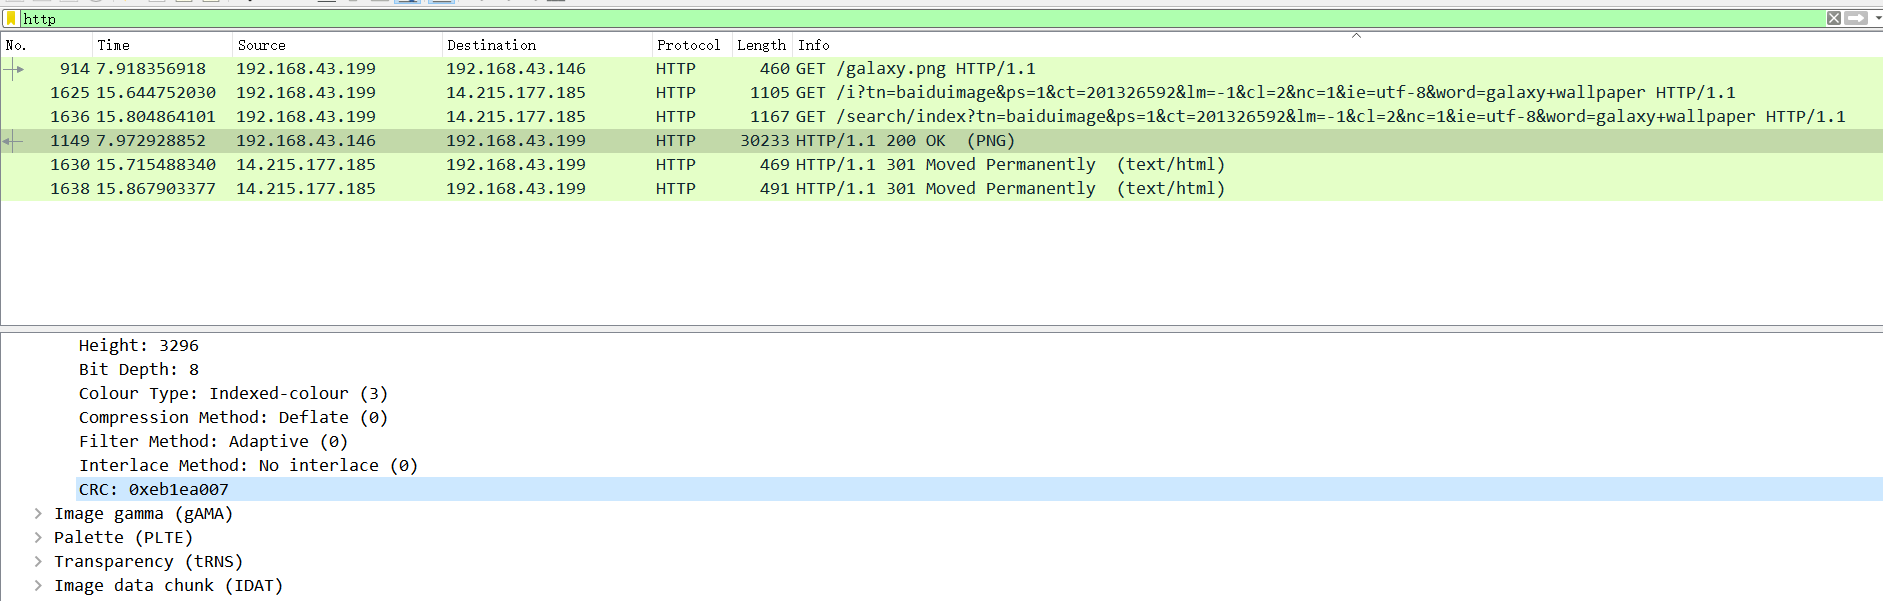 http
No. Time Source Destination Protocol Length Info
914 7.918356918 192.168.43.199 192.168.43.146 HTTP 460 GET /galaxy.png HTTP/1.1
1625 15.644752030 192.168.43.199 14.215.177.185 HTTP 1105 GET /i?tn=baiduimage&ps=1&ct=201326592&lm=-1&cl=2&nc=1&ie=utf-8&word=galaxy+wallpaper HTTP/1.1
1636 15.804864101 192.168.43.199 14.215.177.185 HTTP 1167 GET /search/index?tn=baiduimage&ps=1&ct=201326592&lm=-1&cl=2&nc=1&ie=utf-8&word=galaxy+wallpaper HTTP/1.1
1149 7.972928852 192.168.43.146 192.168.43.199 HTTP 30233 HTTP/1.1 200 OK (PNG)
1630 15.715488340 14.215.177.185 192.168.43.199 HTTP 469 HTTP/1.1 301 Moved Permanently (text/html)
1638 15.867903377 14.215.177.185 192.168.43.199 HTTP 491 HTTP/1.1 301 Moved Permanently (text/html)
Height: 3296
Bit Depth: 8
Colour Type: Indexed-colour (3)
Compression Method: Deflate (0)
Filter Method: Adaptive (0)
Interlace Method: No interlace (0)
CRC: 0xeb1ea007
Image gamma (gAMA)
Palette (PLTE)
Transparency (tRNS)
Image data chunk (IDAT)